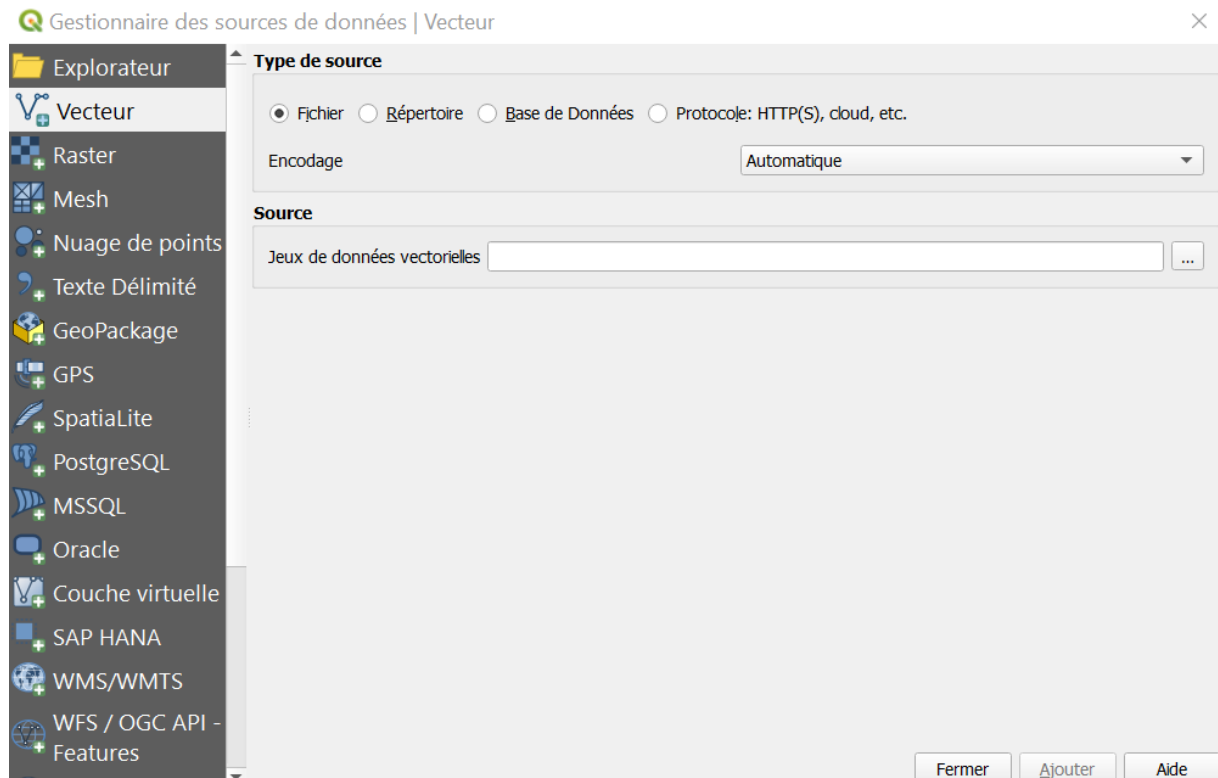 Gestionnaire des sources de données | Vecteur
Explorateur
Vecteur
Raster
Mesh
Nuage de points
Texte Délimité
GeoPackage
GPS
SpatiaLite
PostgreSQL
MSSQL
Oracle
Couche virtuelle
SAP HANA
WMS/WMTS
WFS / OGC API -
Features
Type de source
Fichier Répertoire Base de Données Protocole: HTTP(S), cloud, etc.
Encodage Automatique
Source
Jeux de données vectorielles ...
Fermer Ajouter Aide